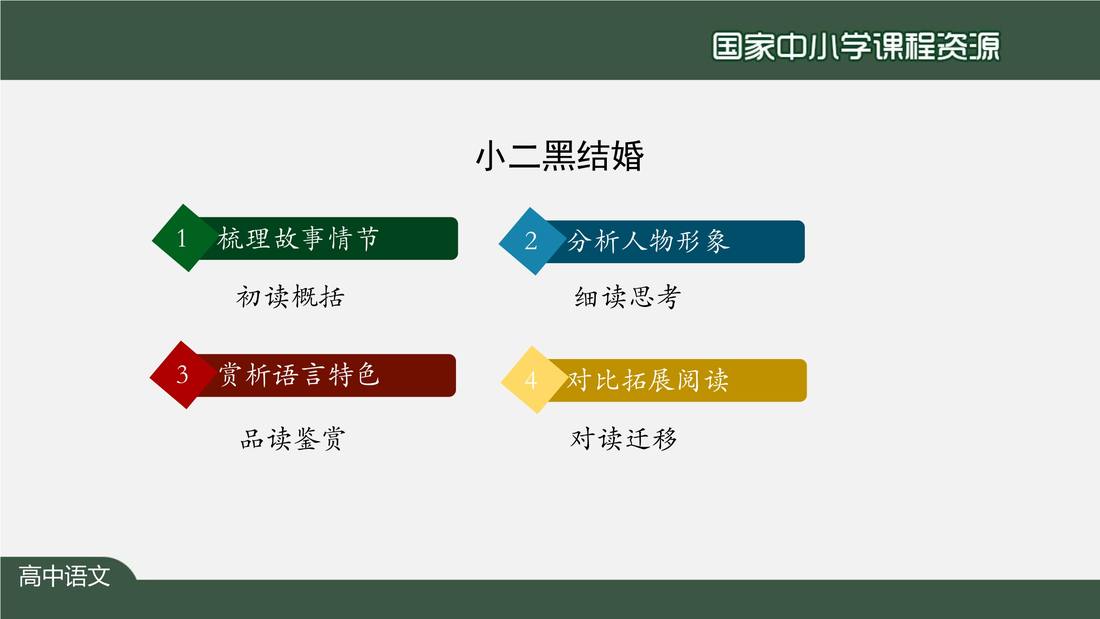 国家中小学课程资源
小二黑结婚
1 梳理故事情节
2 分析人物形象
初读概括
细读思考
3 赏析语言特色
4 对比拓展阅读
品读鉴赏
对读迁移
高中语文